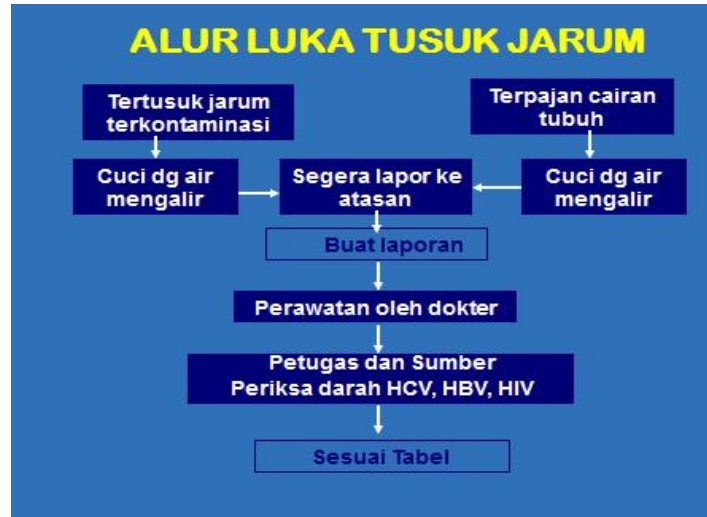 ALUR LUKA TUSUK JARUM
Tertusuk jarum
terkontaminasi
Terpajan cairan
tubuh
Cuci dg air
mengalir
Segera lapor ke
atasan
Cuci dg air
mengalir
Buat laporan
Perawatan oleh dokter
Petugas dan Sumber
Periksa darah HCV, HBV, HIV
Sesuai Tabel